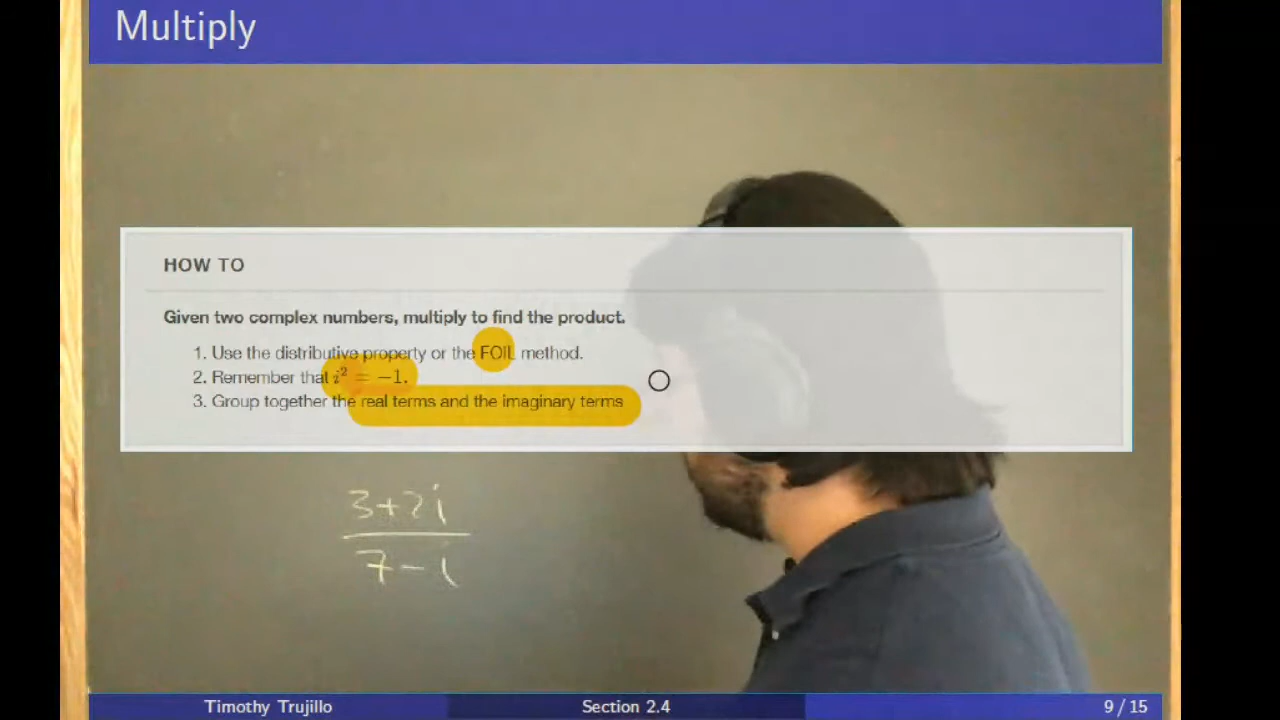 Multiply
HOW TO
Given two complex numbers, multiply to find the product.
1. Use the distributive property or the FOIL method.
2. Remember that i² = −1.
3. Group together the real terms and the imaginary terms
3+2i
7−i
Timothy Trujillo Section 2.4 9 / 15